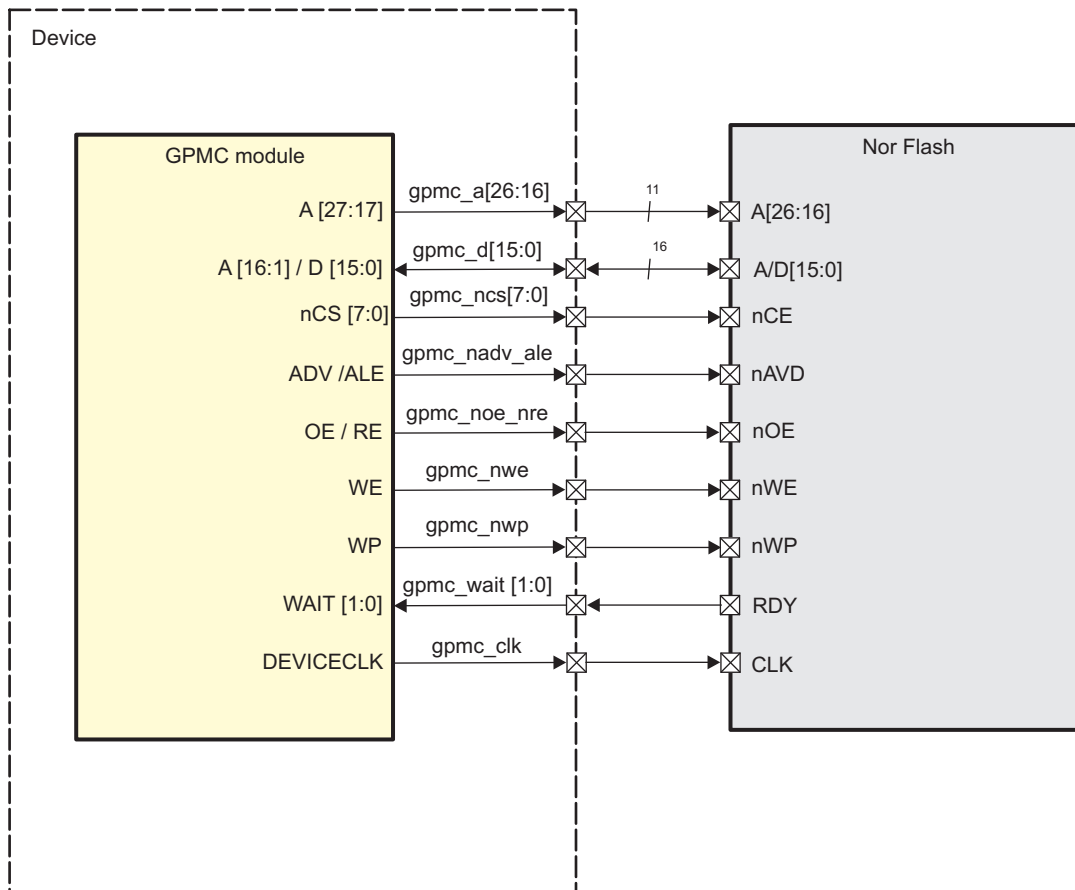 Device
GPMC module
Nor Flash
A [27:17] gpmc_a[26:16] 11 A[26:16]
A [16:1] / D [15:0] gpmc_d[15:0] 16 A/D[15:0]
nCS [7:0] gpmc_ncs[7:0] nCE
ADV /ALE gpmc_nadv_ale nAVD
OE / RE gpmc_noe_nre nOE
WE gpmc_nwe nWE
WP gpmc_nwp nWP
WAIT [1:0] gpmc_wait [1:0] RDY
DEVICECLK gpmc_clk CLK